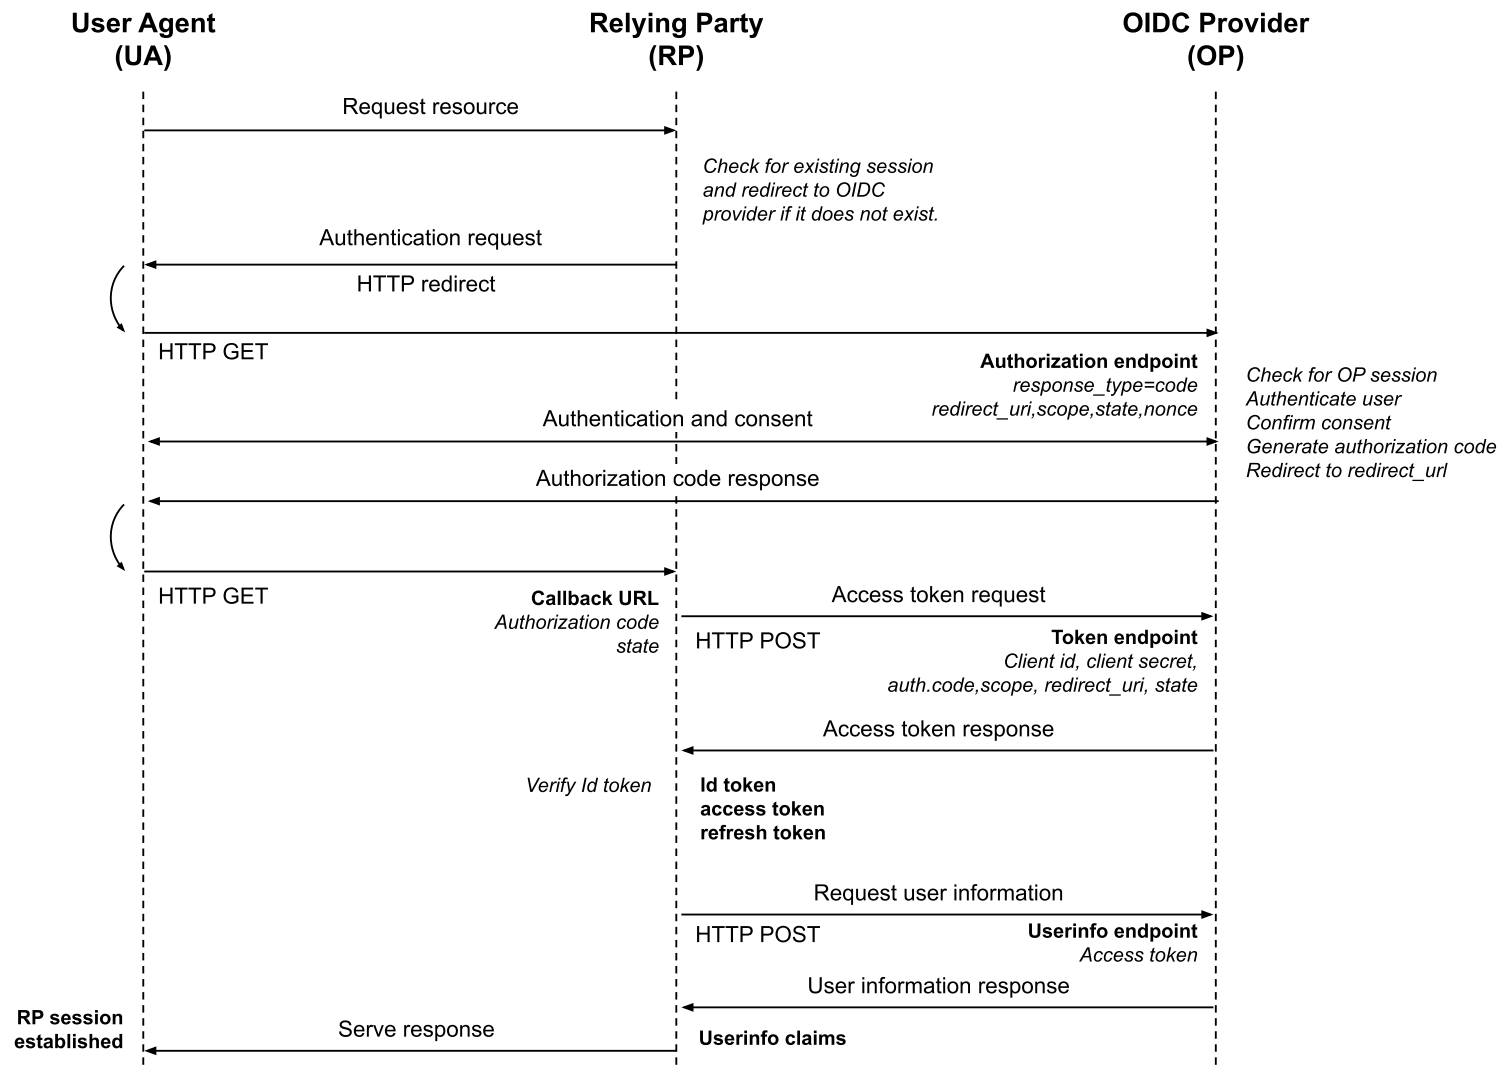 User Agent
(UA)
Relying Party
(RP)
OIDC Provider
(OP)
Request resource
Check for existing session
and redirect to OIDC
provider if it does not exist.
Authentication request
HTTP redirect
HTTP GET
Authorization endpoint
response_type=code
redirect_uri,scope,state,nonce
Check for OP session
Authenticate user
Confirm consent
Generate authorization code
Redirect to redirect_url
Authentication and consent
Authorization code response
HTTP GET
Callback URL
Authorization code
state
Access token request
HTTP POST
Token endpoint
Client id, client secret,
auth.code,scope, redirect_uri, state
Access token response
Verify Id token
Id token
access token
refresh token
Request user information
HTTP POST
Userinfo endpoint
Access token
User information response
RP session
established
Serve response
Userinfo claims